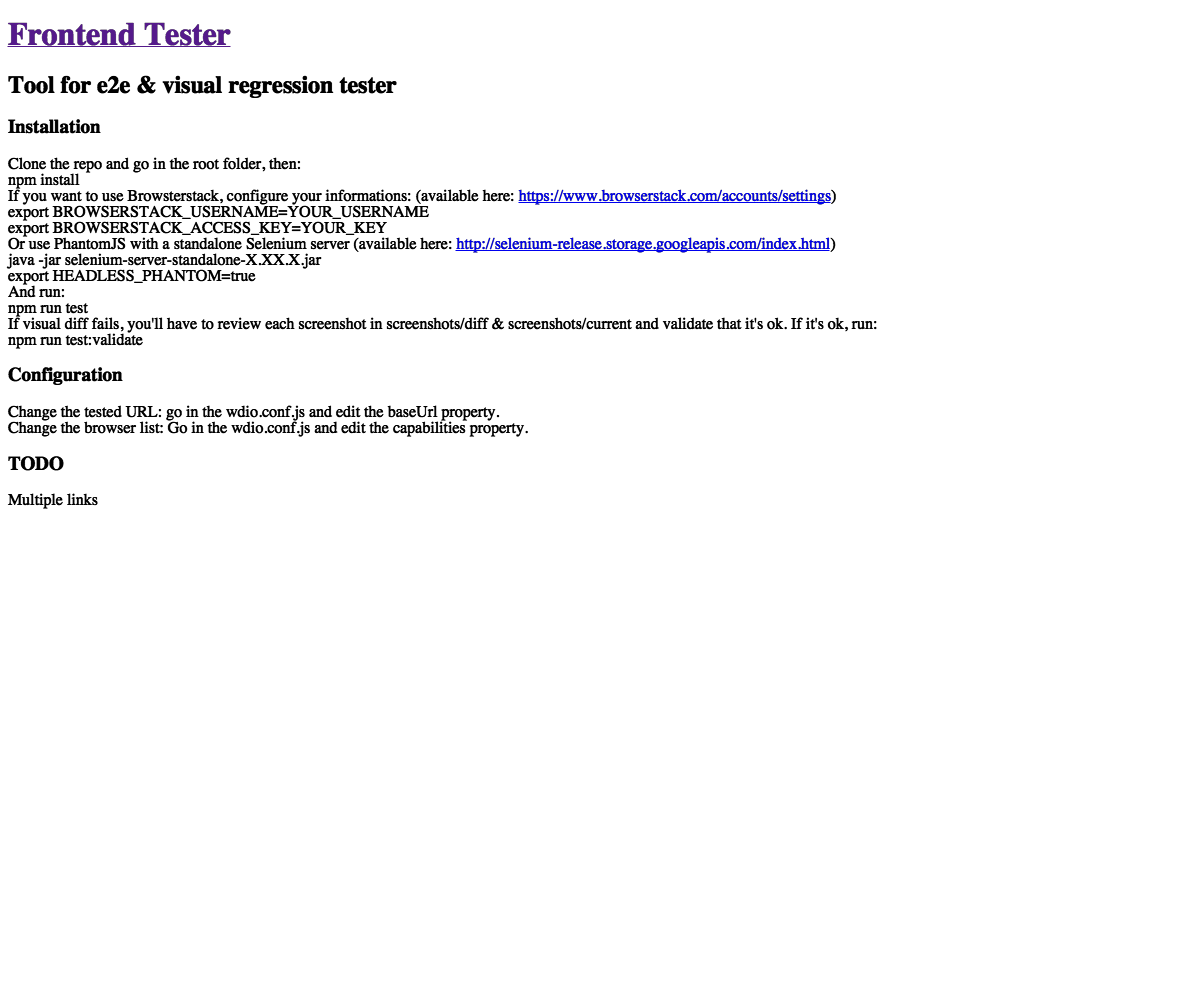 Frontend Tester
Tool for e2e & visual regression tester
Installation
Clone the repo and go in the root folder, then:
npm install
If you want to use Browsterstack, configure your informations: (available here: https://www.browserstack.com/accounts/settings)
export BROWSERSTACK_USERNAME=YOUR_USERNAME
export BROWSERSTACK_ACCESS_KEY=YOUR_KEY
Or use PhantomJS with a standalone Selenium server (available here: http://selenium-release.storage.googleapis.com/index.html)
java -jar selenium-server-standalone-X.XX.X.jar
export HEADLESS_PHANTOM=true
And run:
npm run test
If visual diff fails, you'll have to review each screenshot in screenshots/diff & screenshots/current and validate that it's ok. If it's ok, run:
npm run test:validate
Configuration
Change the tested URL: go in the wdio.conf.js and edit the baseUrl property.
Change the browser list: Go in the wdio.conf.js and edit the capabilities property.
TODO
Multiple links